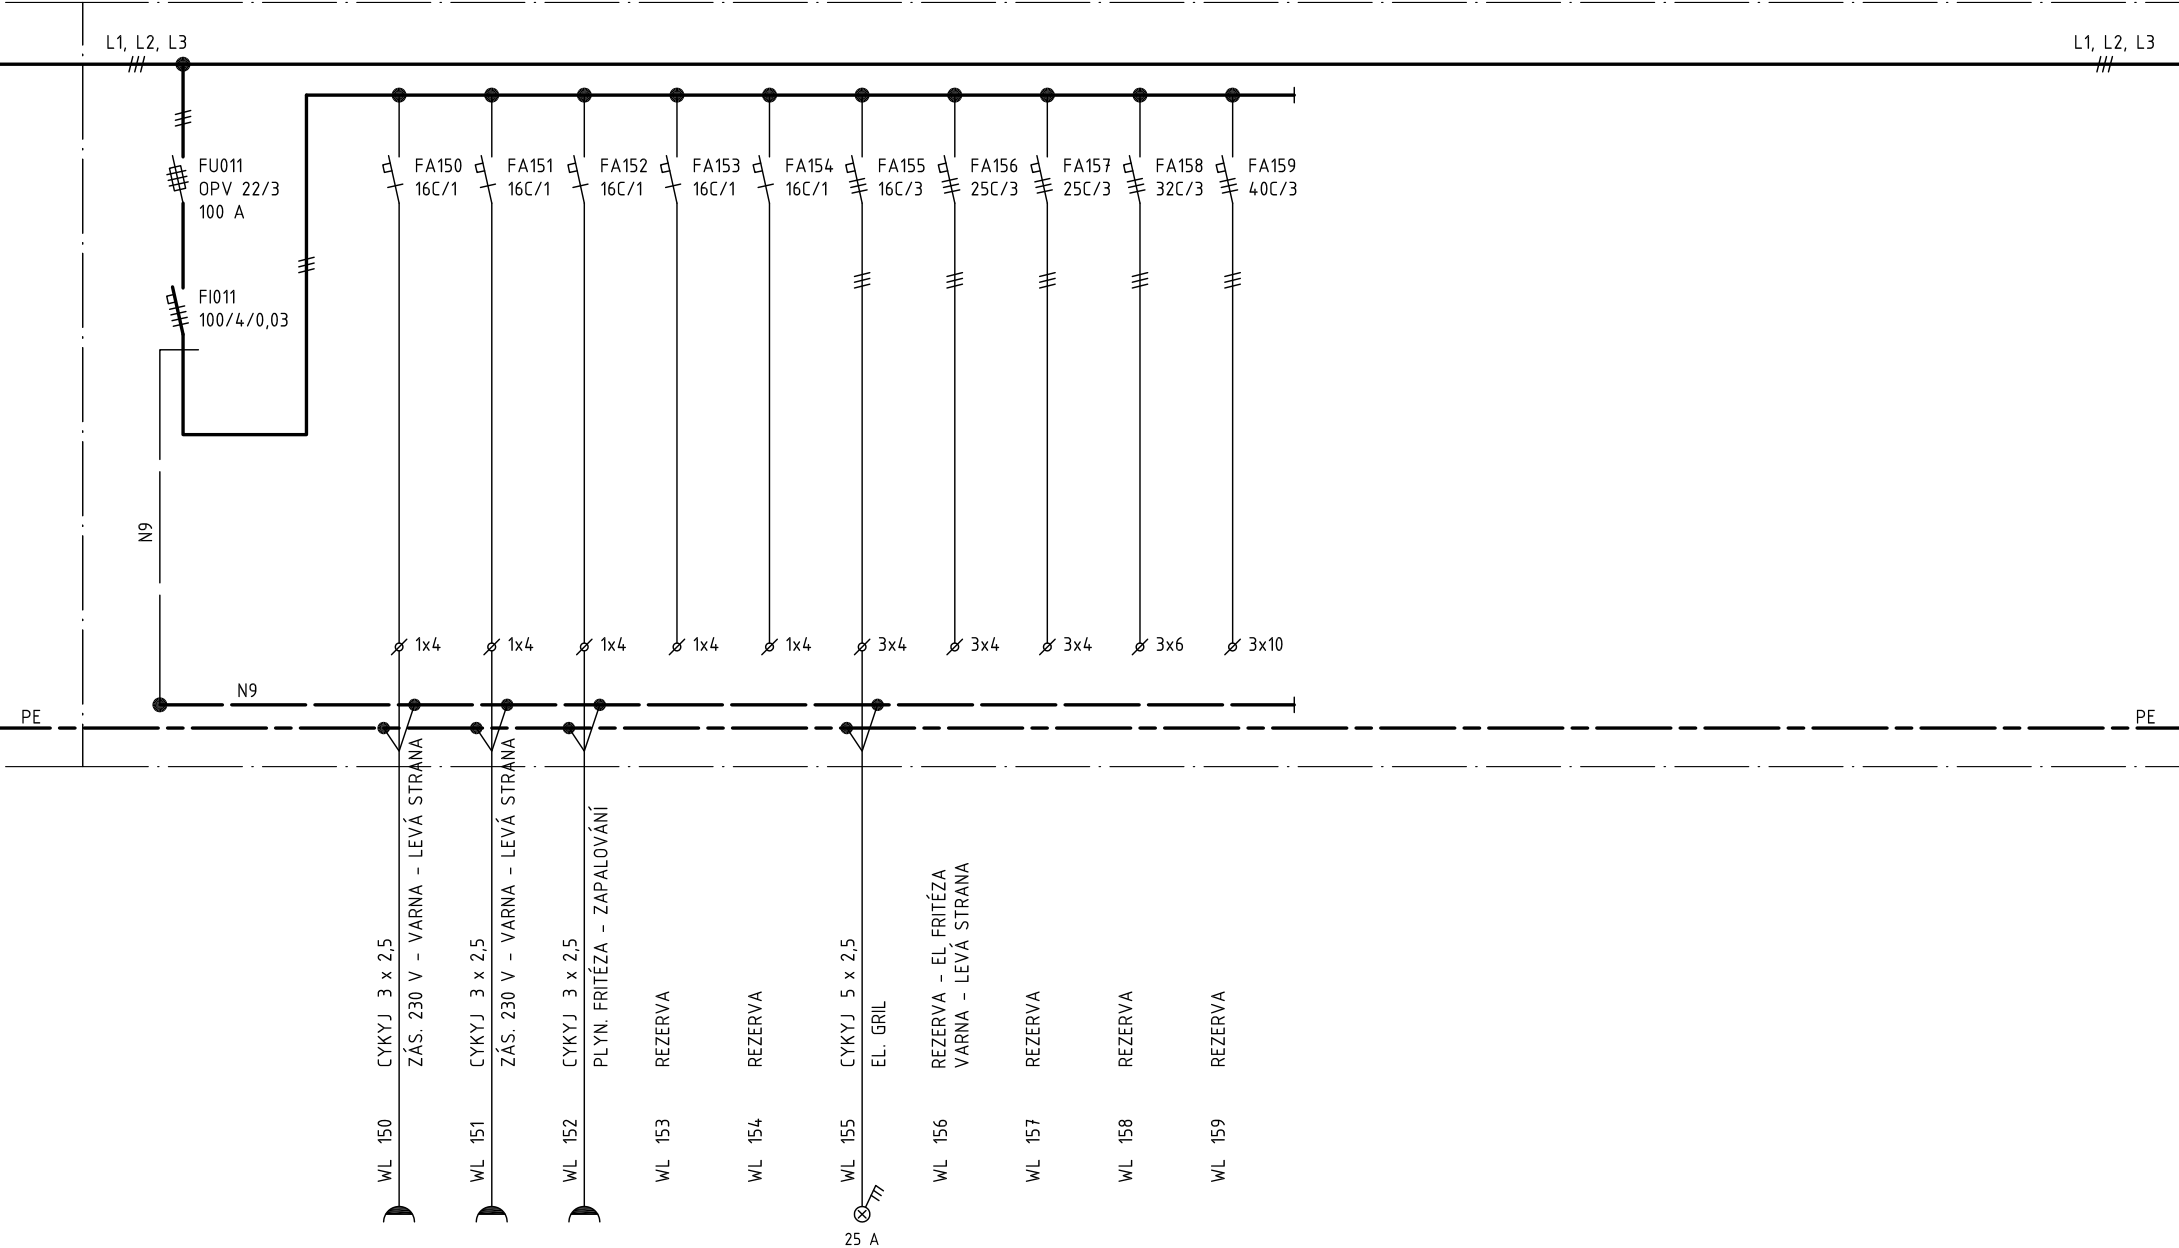 L1, L2, L3
L1, L2, L3
FU011
OPV 22/3
100 A
FA150
16C/1
FA151
16C/1
FA152
16C/1
FA153
16C/1
FA154
16C/1
FA155
16C/3
FA156
25C/3
FA157
25C/3
FA158
32C/3
FA159
40C/3
FI011
100/4/0,03
N9
1x4
1x4
1x4
1x4
1x4
3x4
3x4
3x4
3x6
3x10
N9
PE
PE
WL 150 CYKYJ 3 x 2,5
ZÁS. 230 V - VARNA - LEVÁ STRANA
WL 151 CYKYJ 3 x 2,5
ZÁS. 230 V - VARNA - LEVÁ STRANA
WL 152 CYKYJ 3 x 2,5
PLYN. FRITÉZA - ZAPALOVÁNÍ
WL 153 REZERVA
WL 154 REZERVA
WL 155 CYKYJ 5 x 2,5
EL. GRIL
WL 156 REZERVA - EL FRITÉZA
VARNA - LEVÁ STRANA
WL 157 REZERVA
WL 158 REZERVA
WL 159 REZERVA
25 A